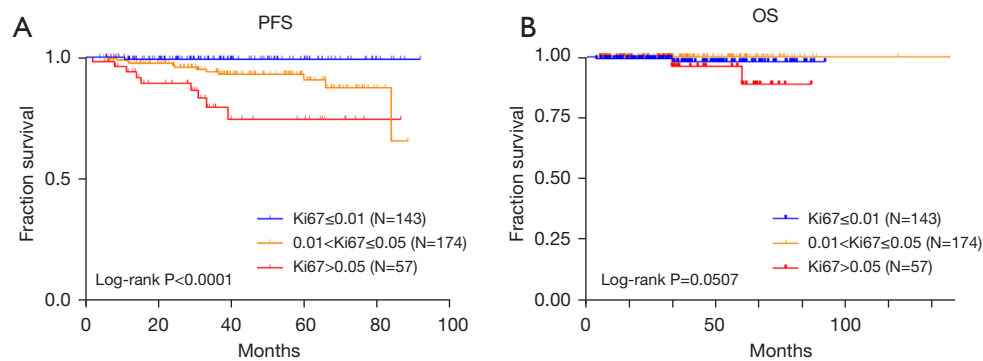 A
PFS
1.0
0.5
0.0
Fraction survival
Ki67≤0.01 (N=143)
0.01<Ki67≤0.05 (N=174)
Ki67>0.05 (N=57)
Log-rank P<0.0001
0 20 40 60 80 100
Months
B
OS
1.00
0.75
0.50
0.25
0.00
Fraction survival
Ki67≤0.01 (N=143)
0.01<Ki67≤0.05 (N=174)
Ki67>0.05 (N=57)
Log-rank P=0.0507
0 50 100
Months